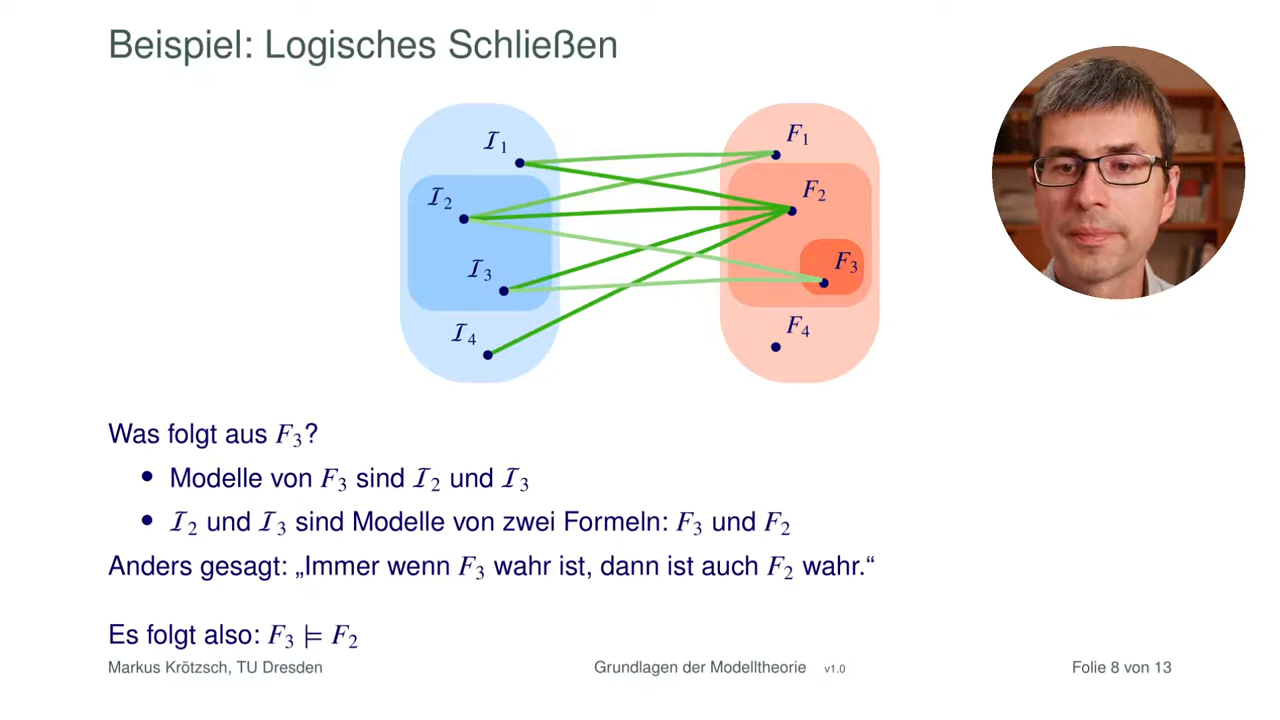 Beispiel: Logisches Schließen
I1
F1
I2
F2
I3
F3
I4
F4
Was folgt aus F3?
• Modelle von F3 sind I2 und I3
• I2 und I3 sind Modelle von zwei Formeln: F3 und F2
Anders gesagt: „Immer wenn F3 wahr ist, dann ist auch F2 wahr.“
Es folgt also: F3 ⊨ F2
Markus Krötzsch, TU Dresden Grundlagen der Modelltheorie v1.0 Folie 8 von 13